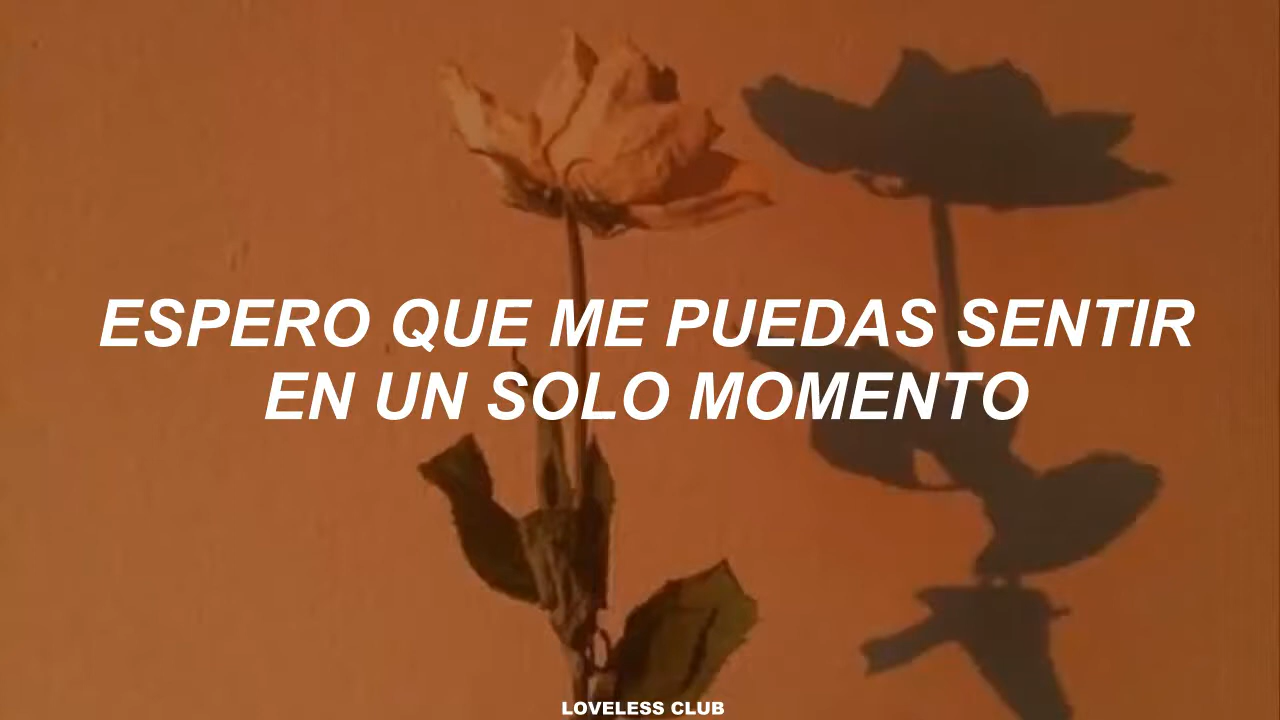 ESPERO QUE ME PUEDAS SENTIR
EN UN SOLO MOMENTO
LOVELESS CLUB